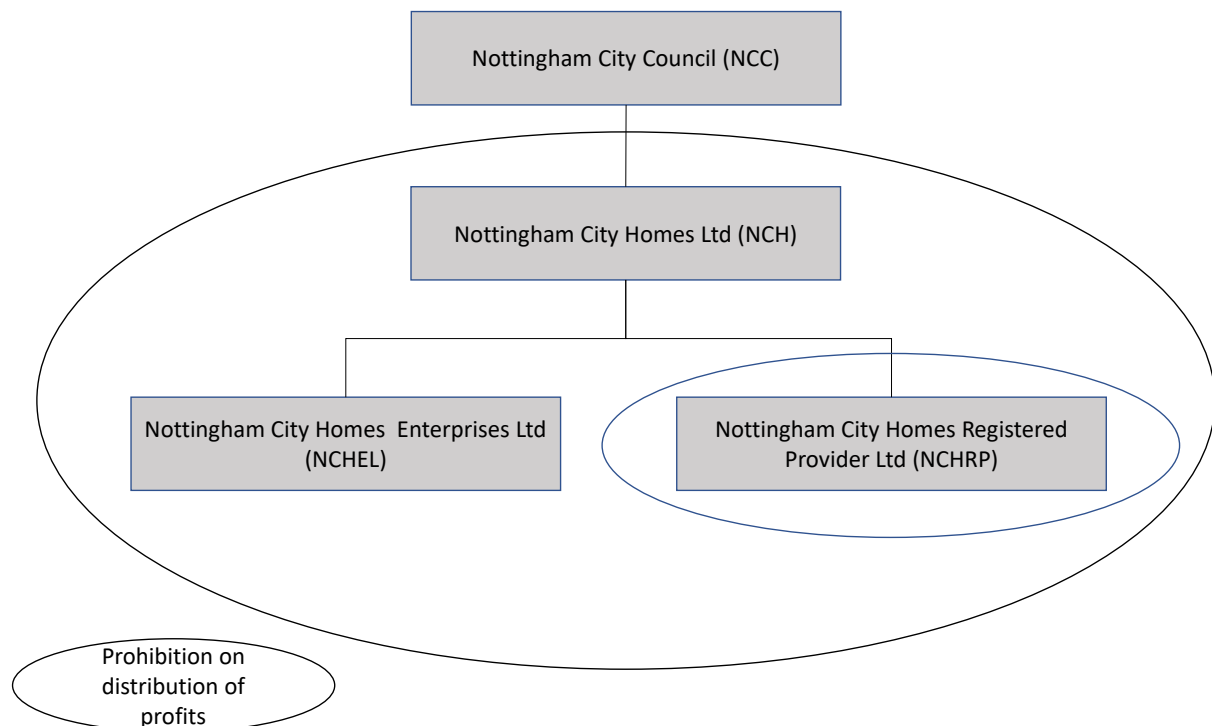 Nottingham City Council (NCC)
Nottingham City Homes Ltd (NCH)
Nottingham City Homes Enterprises Ltd
(NCHEL)
Nottingham City Homes Registered
Provider Ltd (NCHRP)
Prohibition on
distribution of
profits